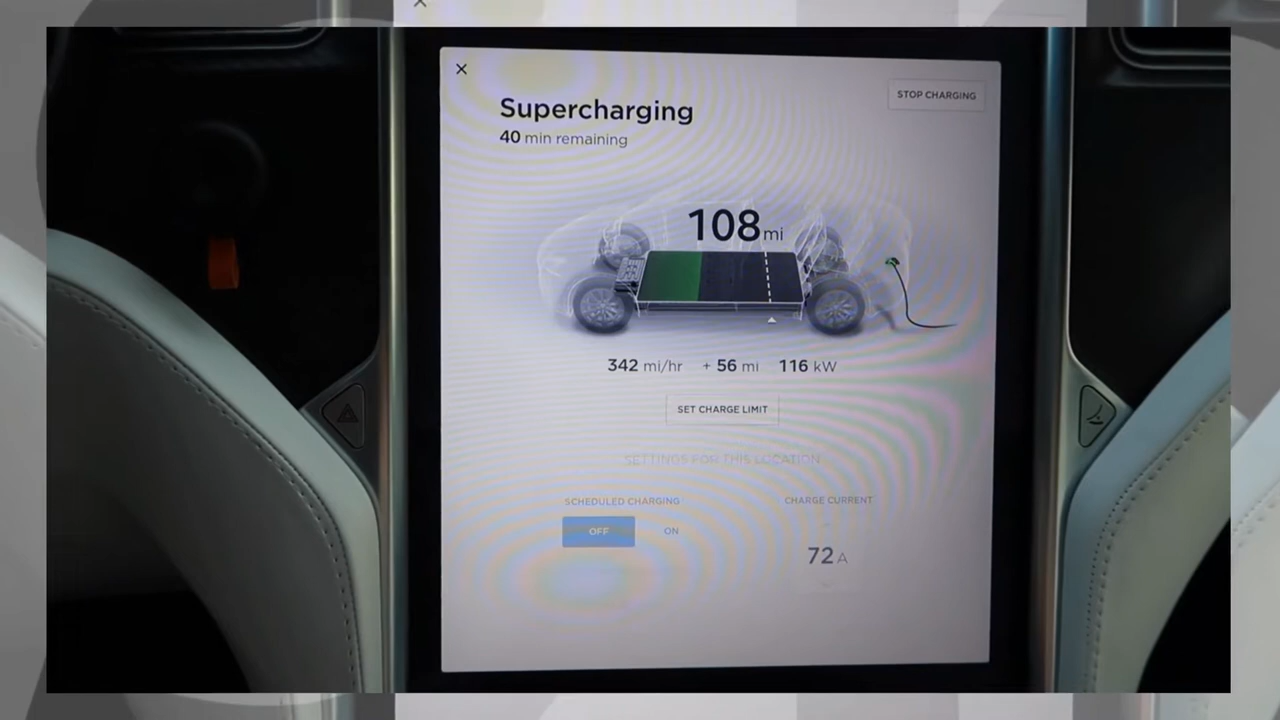 STOP CHARGING
Supercharging
40 min remaining
108 mi
342 mi/hr + 56 mi 116 kW
SET CHARGE LIMIT
SETTINGS FOR THIS LOCATION
SCHEDULED CHARGING CHARGE CURRENT
OFF ON
72 A